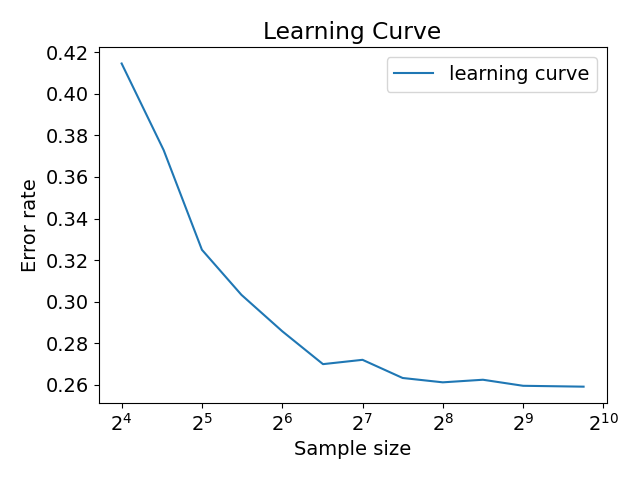 Learning Curve
learning curve
Error rate
0.42
0.40
0.38
0.36
0.34
0.32
0.30
0.28
0.26
2⁴ 2⁵ 2⁶ 2⁷ 2⁸ 2⁹ 2¹⁰
Sample size